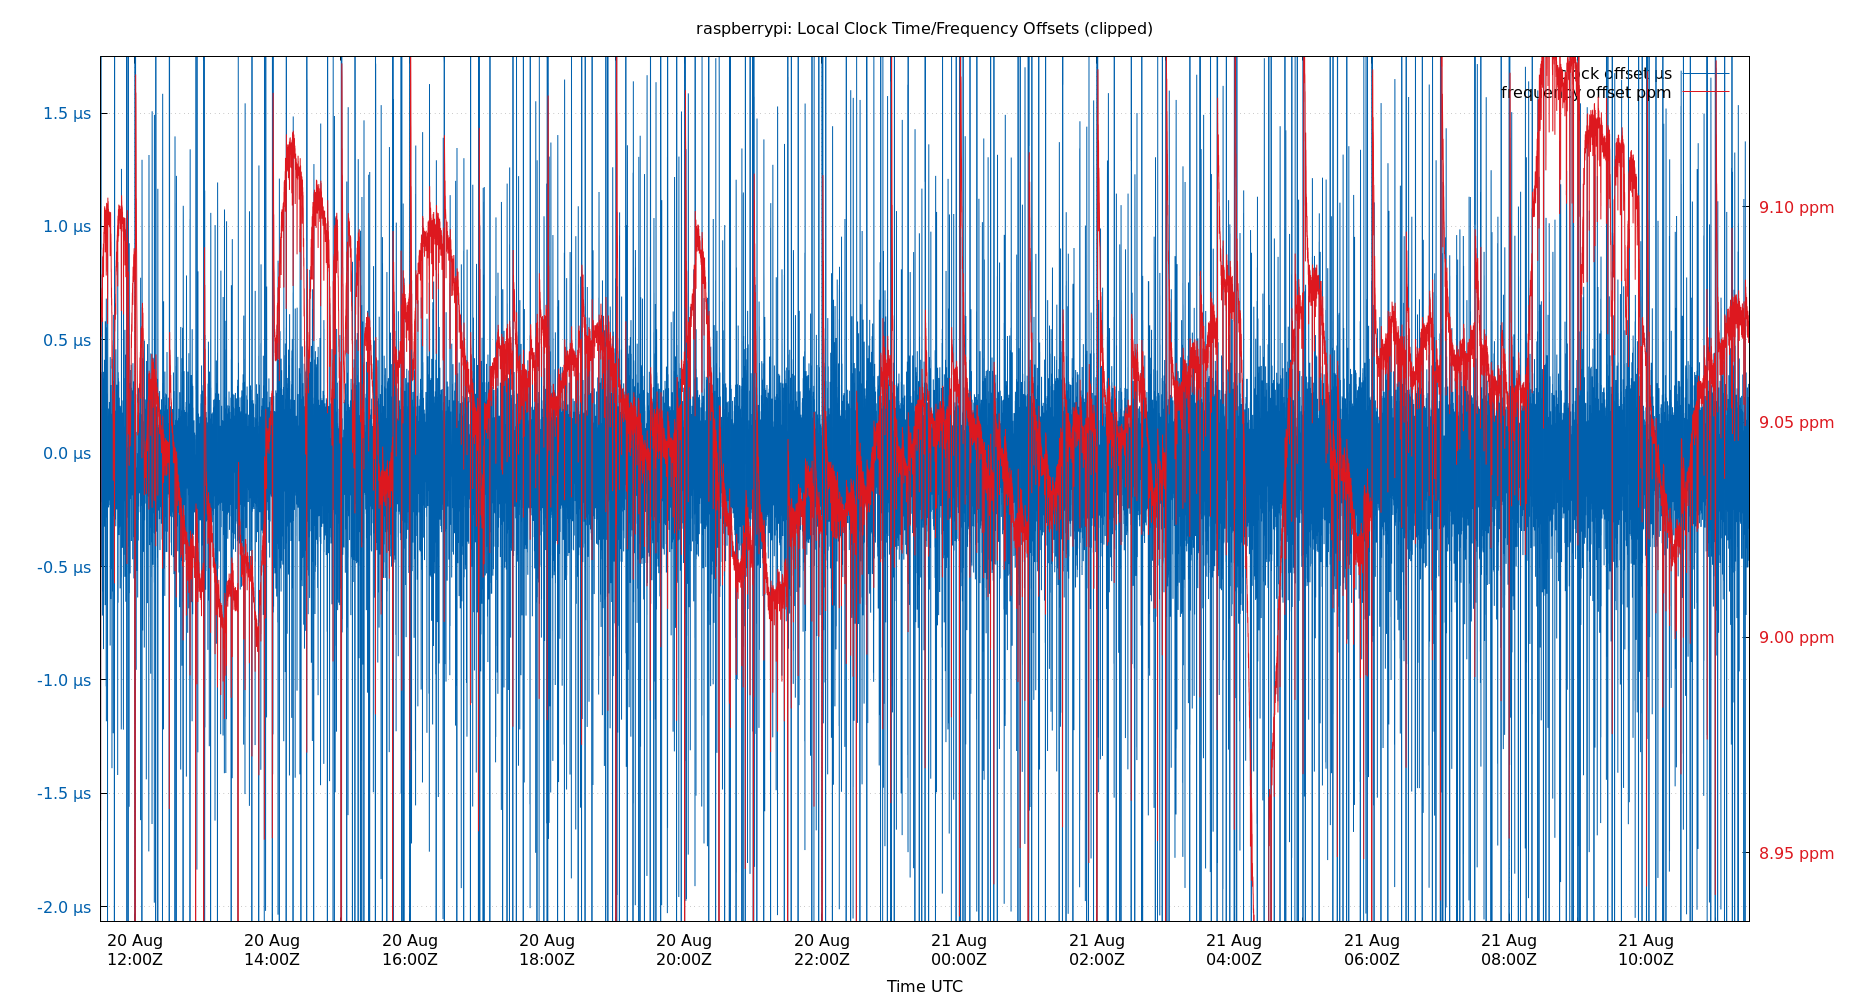 raspberrypi: Local Clock Time/Frequency Offsets (clipped)
clock offset µs
frequency offset ppm
1.5 µs
1.0 µs
0.5 µs
0.0 µs
-0.5 µs
-1.0 µs
-1.5 µs
-2.0 µs
9.10 ppm
9.05 ppm
9.00 ppm
8.95 ppm
20 Aug 20 Aug 20 Aug 20 Aug 20 Aug 20 Aug 21 Aug 21 Aug 21 Aug 21 Aug 21 Aug 21 Aug
12:00Z 14:00Z 16:00Z 18:00Z 20:00Z 22:00Z 00:00Z 02:00Z 04:00Z 06:00Z 08:00Z 10:00Z
Time UTC